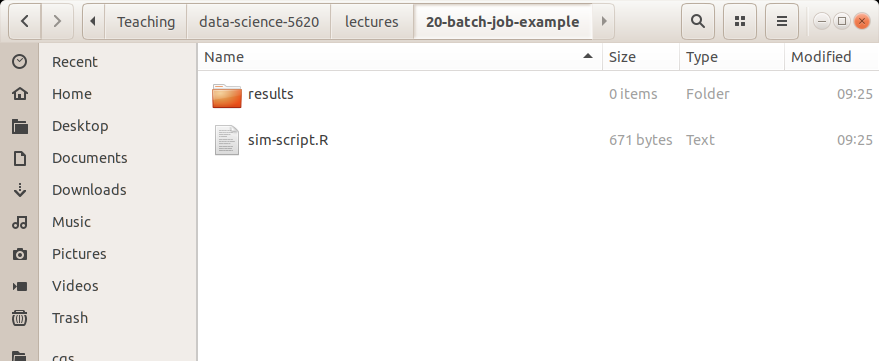 Teaching data-science-5620 lectures 20-batch-job-example
Name Size Type Modified
Recent
Home
Desktop
Documents
Downloads
Music
Pictures
Videos
Trash
cgs
results 0 items Folder 09:25
sim-script.R 671 bytes Text 09:25